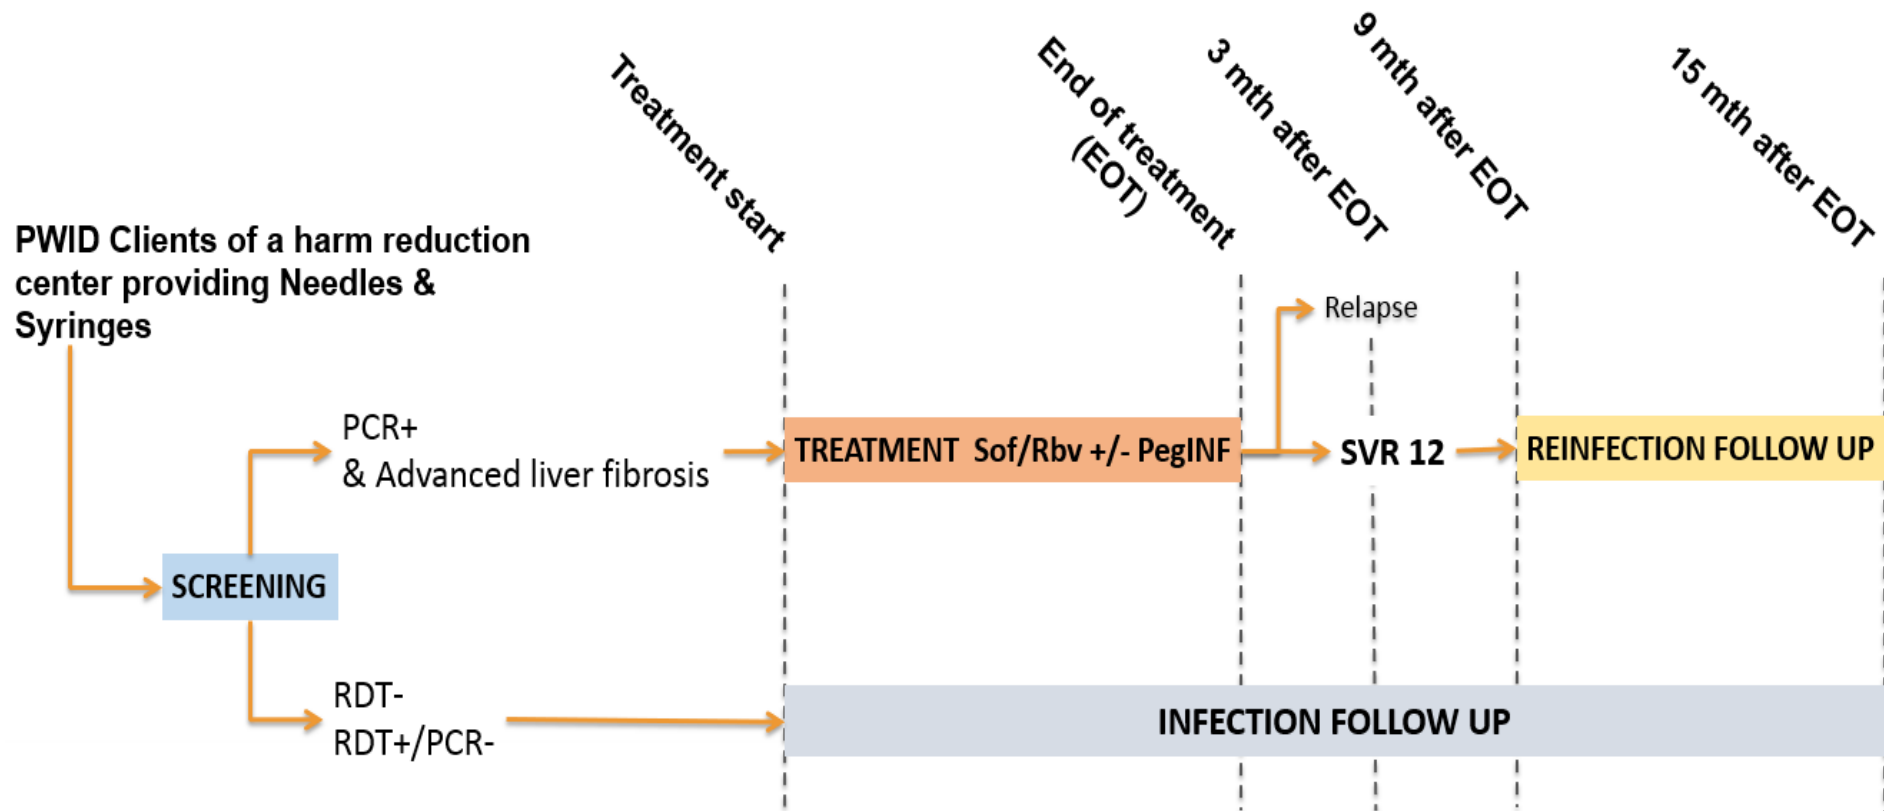 Treatment start
End of treatment
(EOT)
3 mth after EOT
9 mth after EOT
15 mth after EOT
PWID Clients of a harm reduction
center providing Needles &
Syringes
Relapse
PCR+
& Advanced liver fibrosis
TREATMENT Sof/Rbv +/- PegINF
SVR 12
REINFECTION FOLLOW UP
SCREENING
RDT-
RDT+/PCR-
INFECTION FOLLOW UP